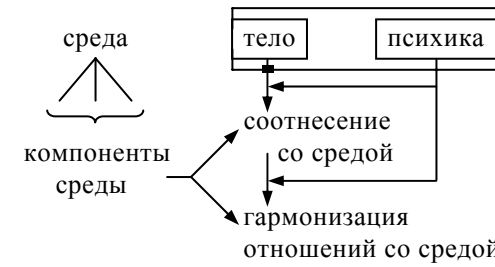 среда
тело
психика
соотнесение
со средой
компоненты
среды
гармонизация
отношений со средой